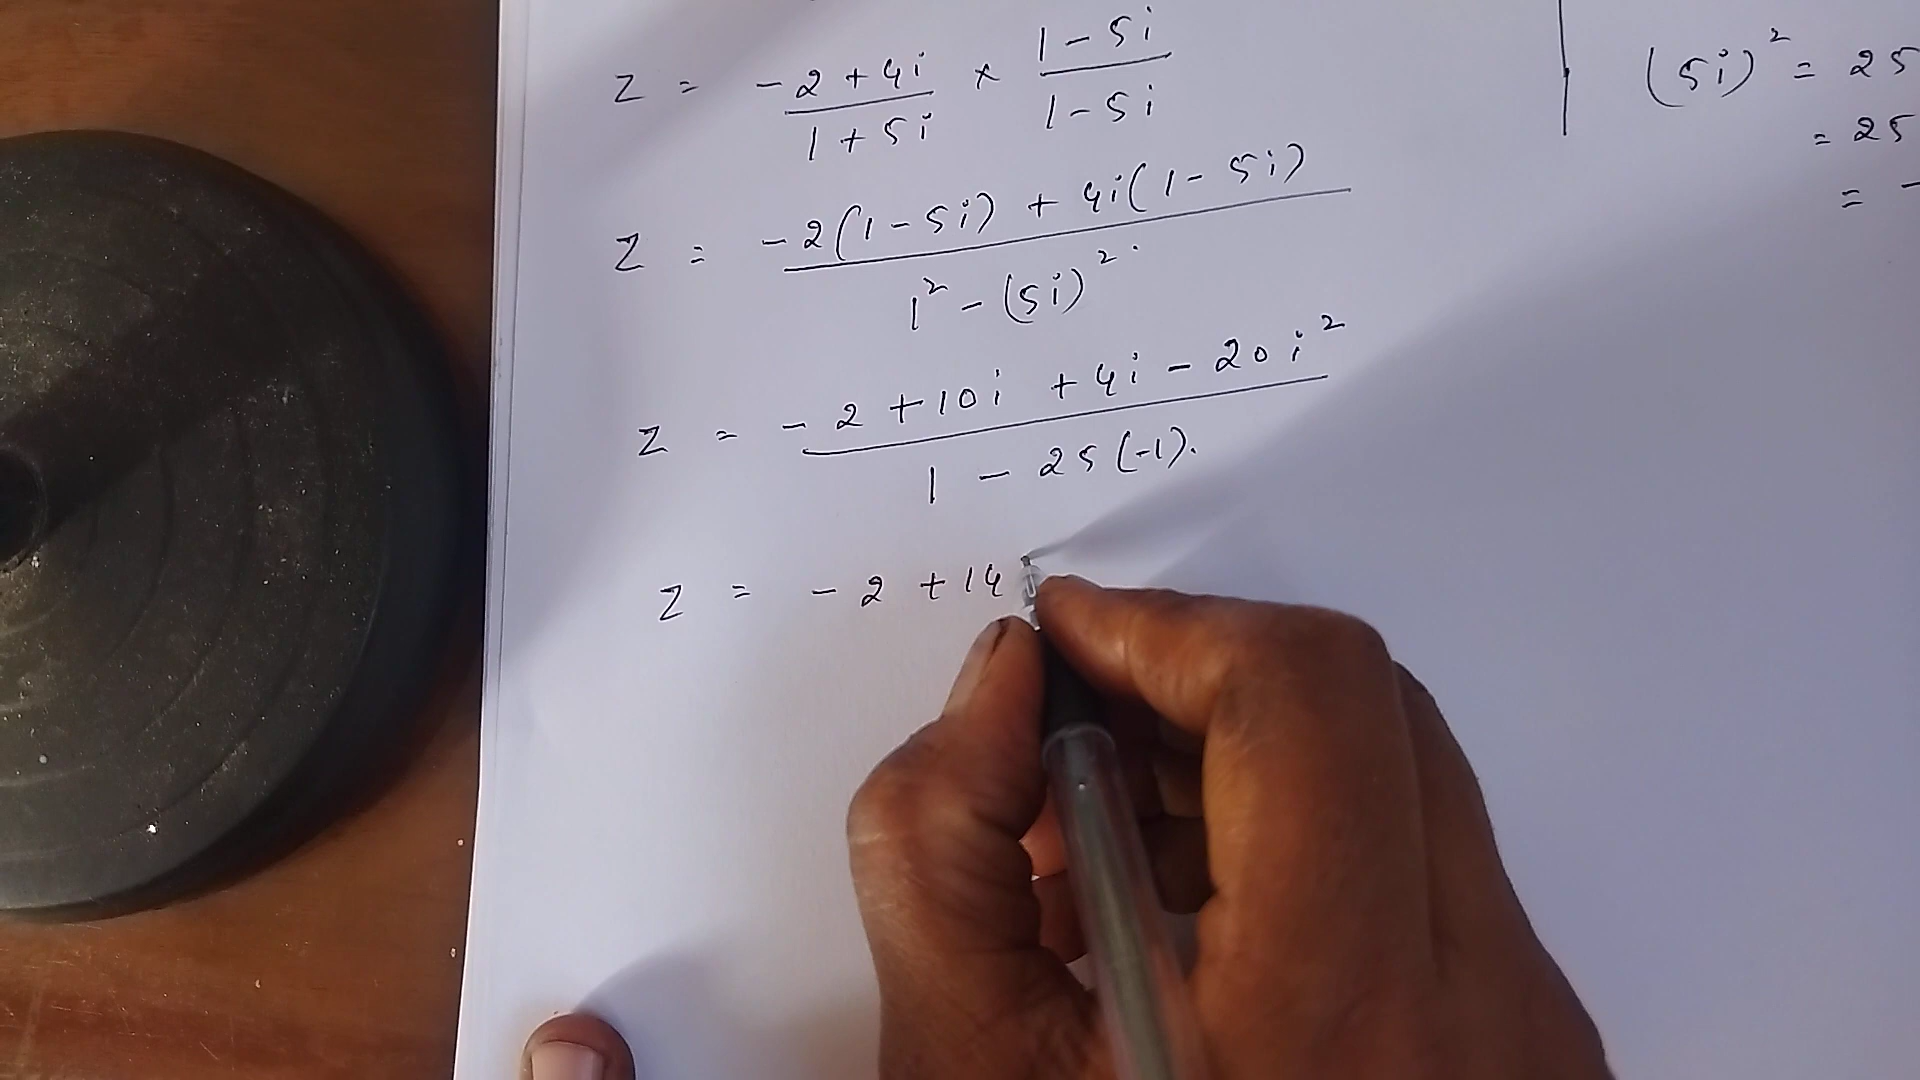 z = -2+4i/1+5i × 1-5i/1-5i
z = -2(1-5i) + 4i(1-5i)/1² - (5i)²
z = -2+10i +4i -20i²/1 - 25(-1).
z = -2 +14
(5i)² = 25
= 25
= -